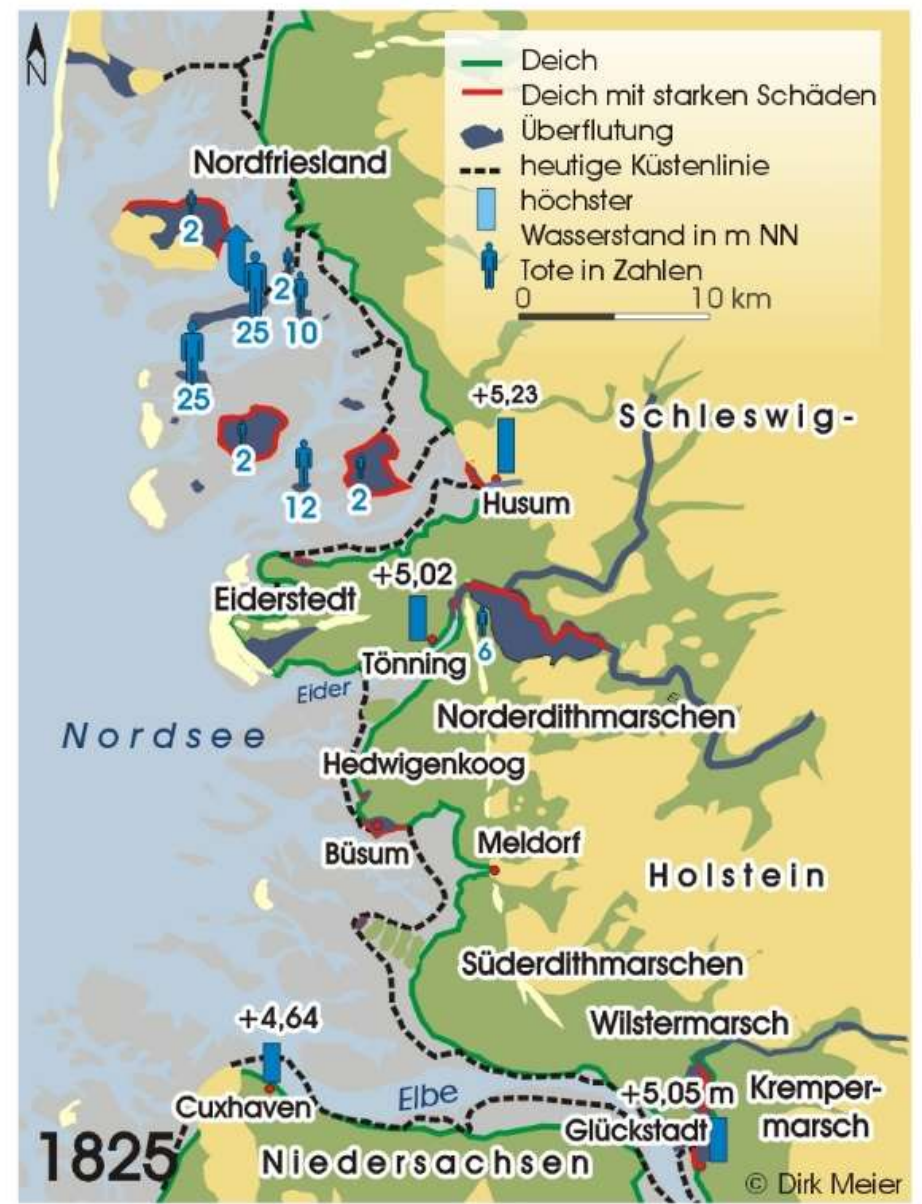 N
Deich
Deich mit starken Schäden
Überflutung
heutige Küstenlinie
höchster
Wasserstand in m NN
Tote in Zahlen
0 10 km
Nordfriesland
2
2
25 10
25
2
12
2
+5,23
Husum
Schleswig-
Eiderstedt
+5,02
Tönning
6
Eider
Norderdithmarschen
Nordsee
Hedwigenkoog
Büsum
Meldorf
Holstein
Süderdithmarschen
Wilstermarsch
+4,64
Cuxhaven
Elbe
+5,05 m
Glückstadt
Kremper-
marsch
1825
Niedersachsen
© Dirk Meier